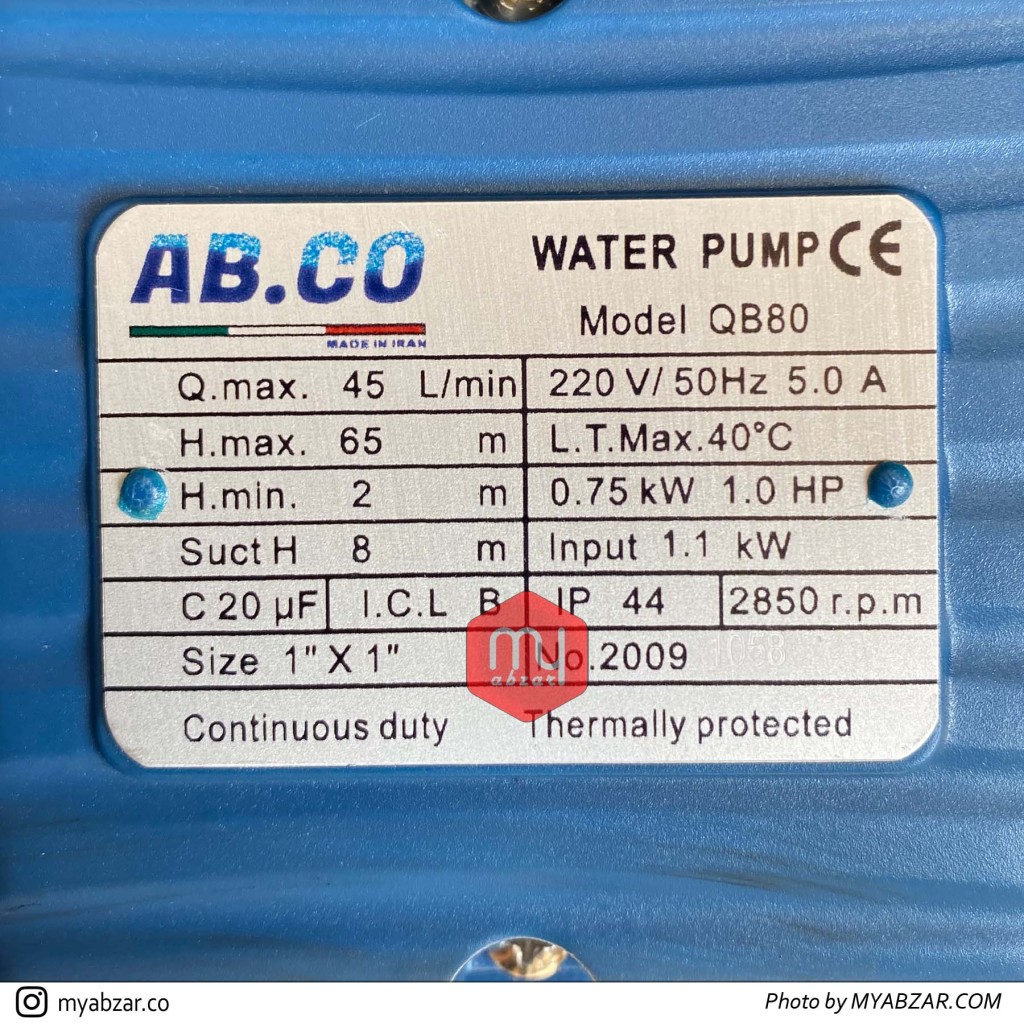 AB.CO
MADE IN IRAN
WATER PUMP CE
Model QB80
Q.max. 45 L/min 220 V/ 50Hz 5.0 A
H.max. 65 m L.T.Max.40°C
H.min. 2 m 0.75 kW 1.0 HP
Suct H 8 m Input 1.1 kW
C 20 µF I.C.L B IP 44 2850 r.p.m
Size 1" X 1" No.2009
my
abzar
Continuous duty Thermally protected
myabzar.co
Photo by MYABZAR.COM